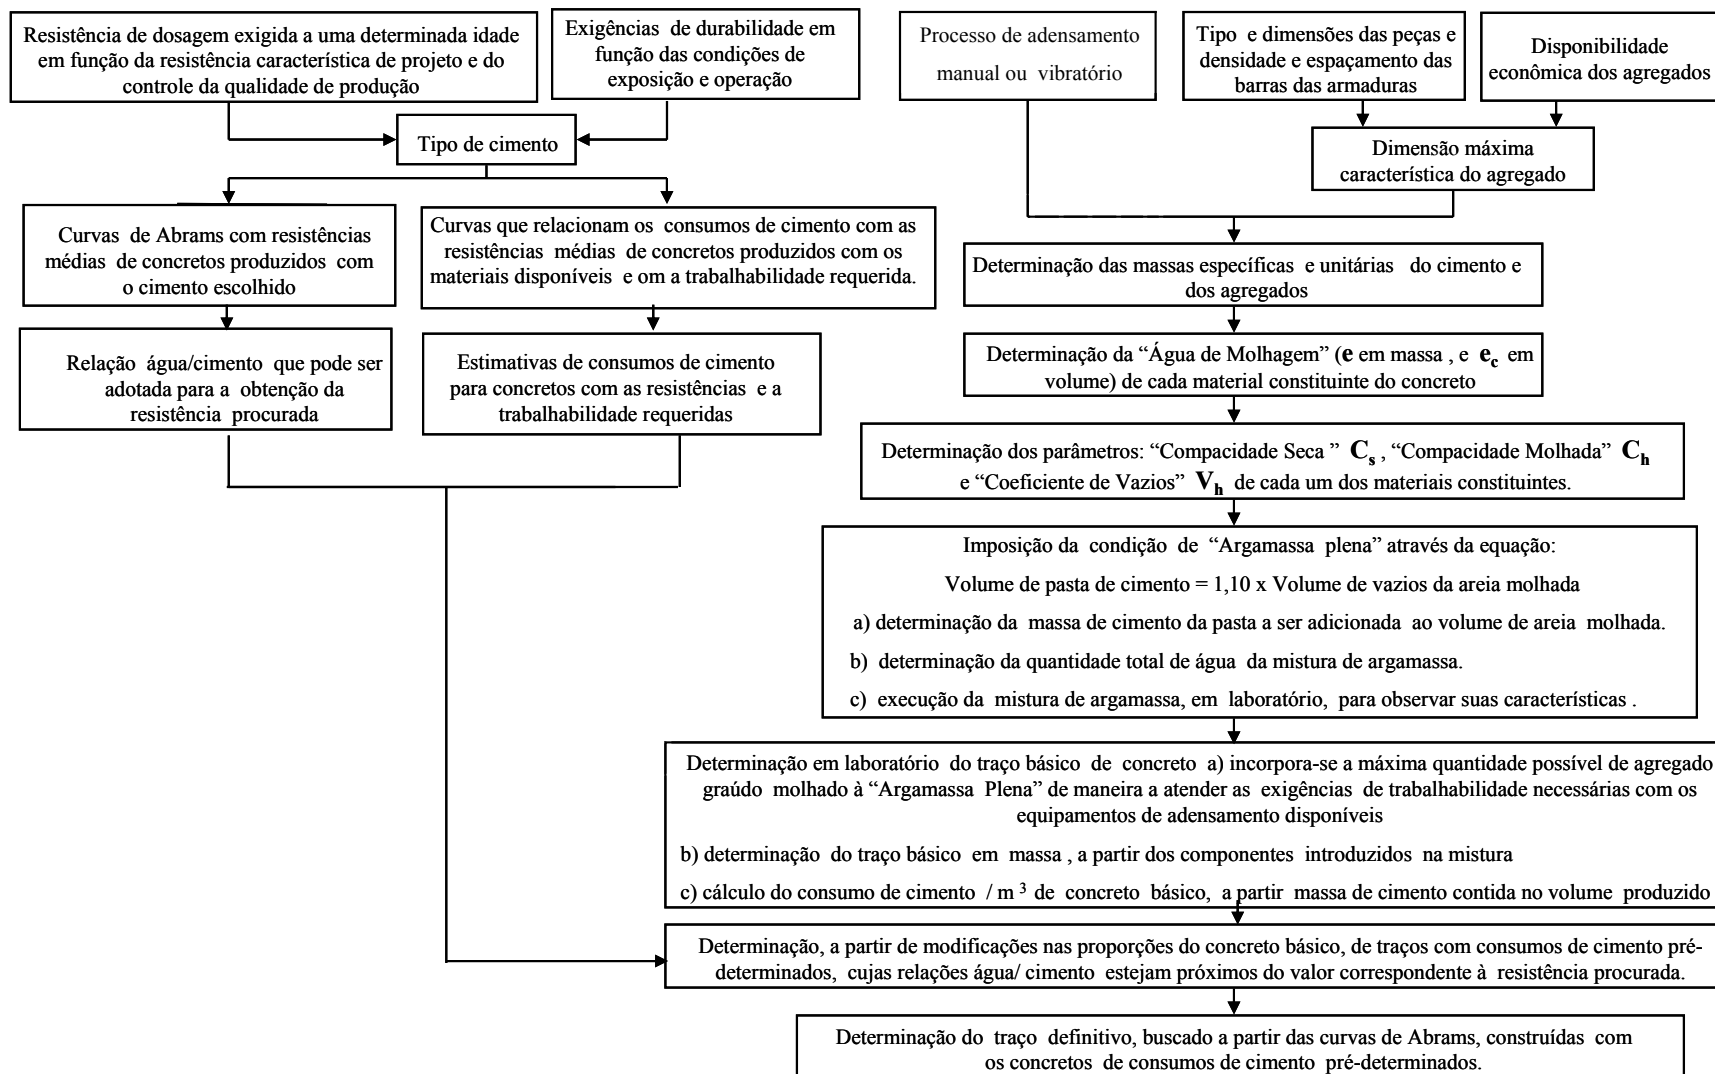 Resistência de dosagem exigida a uma determinada idade
em função da resistência característica de projeto e do
controle da qualidade de produção
Exigências de durabilidade em
função das condições de
exposição e operação
Processo de adensamento
manual ou vibratório
Tipo e dimensões das peças e
densidade e espaçamento das
barras das armaduras
Disponibilidade
econômica dos agregados
Tipo de cimento
Dimensão máxima
característica do agregado
Curvas de Abrams com resistências
médias de concretos produzidos com
o cimento escolhido
Curvas que relacionam os consumos de cimento com as
resistências médias de concretos produzidos com os
materiais disponíveis e om a trabalhabilidade requerida.
Determinação das massas específicas e unitárias do cimento e
dos agregados
Relação água/cimento que pode ser
adotada para a obtenção da
resistência procurada
Estimativas de consumos de cimento
para concretos com as resistências e a
trabalhabilidade requeridas
Determinação da “Água de Molhagem” (e em massa , e e_c em
volume) de cada material constituinte do concreto
Determinação dos parâmetros: “Compacidade Seca ” C_s , “Compacidade Molhada” C_h
e “Coeficiente de Vazios” V_h de cada um dos materiais constituintes.
Imposição da condição de “Argamassa plena” através da equação:
Volume de pasta de cimento = 1,10 x Volume de vazios da areia molhada
a) determinação da massa de cimento da pasta a ser adicionada ao volume de areia molhada.
b) determinação da quantidade total de água da mistura de argamassa.
c) execução da mistura de argamassa, em laboratório, para observar suas características .
Determinação em laboratório do traço básico de concreto a) incorpora-se a máxima quantidade possível de agregado
graúdo molhado à “Argamassa Plena” de maneira a atender as exigências de trabalhabilidade necessárias com os
equipamentos de adensamento disponíveis
b) determinação do traço básico em massa , a partir dos componentes introduzidos na mistura
c) cálculo do consumo de cimento / m ³ de concreto básico, a partir massa de cimento contida no volume produzido
Determinação, a partir de modificações nas proporções do concreto básico, de traços com consumos de cimento pré-
determinados, cujas relações água/ cimento estejam próximos do valor correspondente à resistência procurada.
Determinação do traço definitivo, buscado a partir das curvas de Abrams, construídas com
os concretos de consumos de cimento pré-determinados.